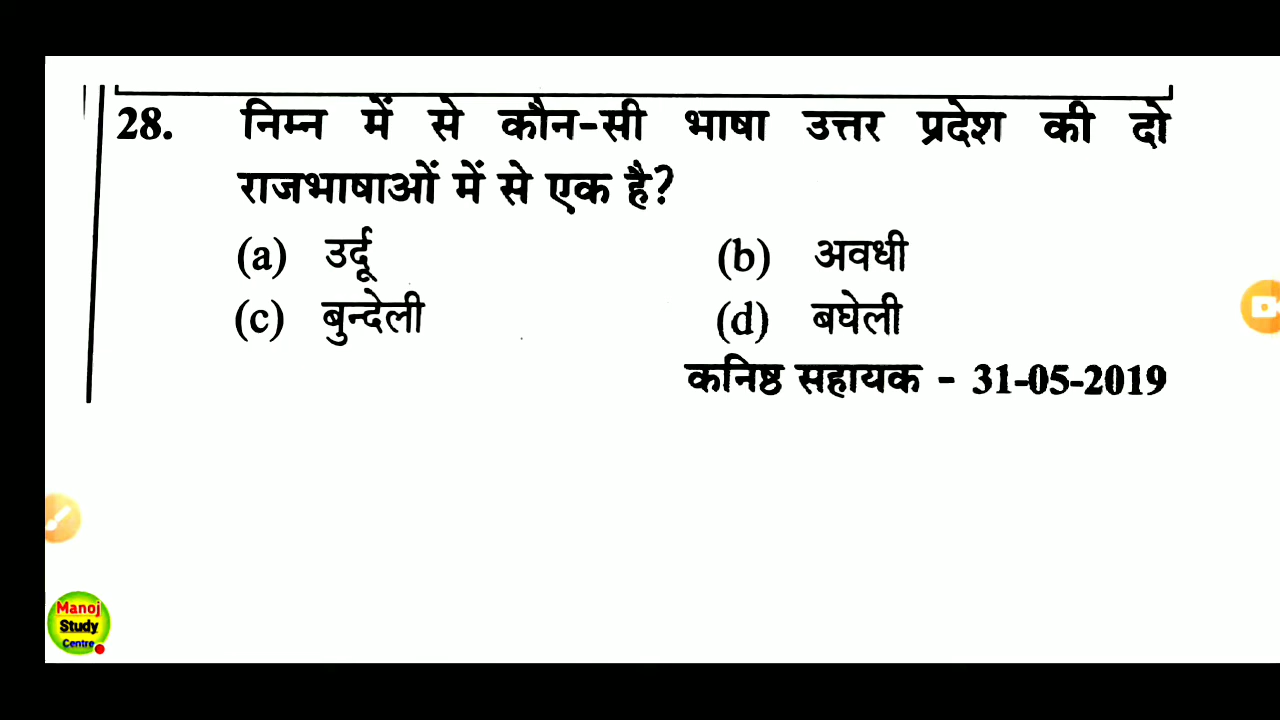 28. निम्न में से कौन-सी भाषा उत्तर प्रदेश की दो
राजभाषाओं में से एक है?
(a) उर्दू (b) अवधी
(c) बुन्देली (d) बघेली
कनिष्ठ सहायक - 31-05-2019
Manoj
Study
Centre